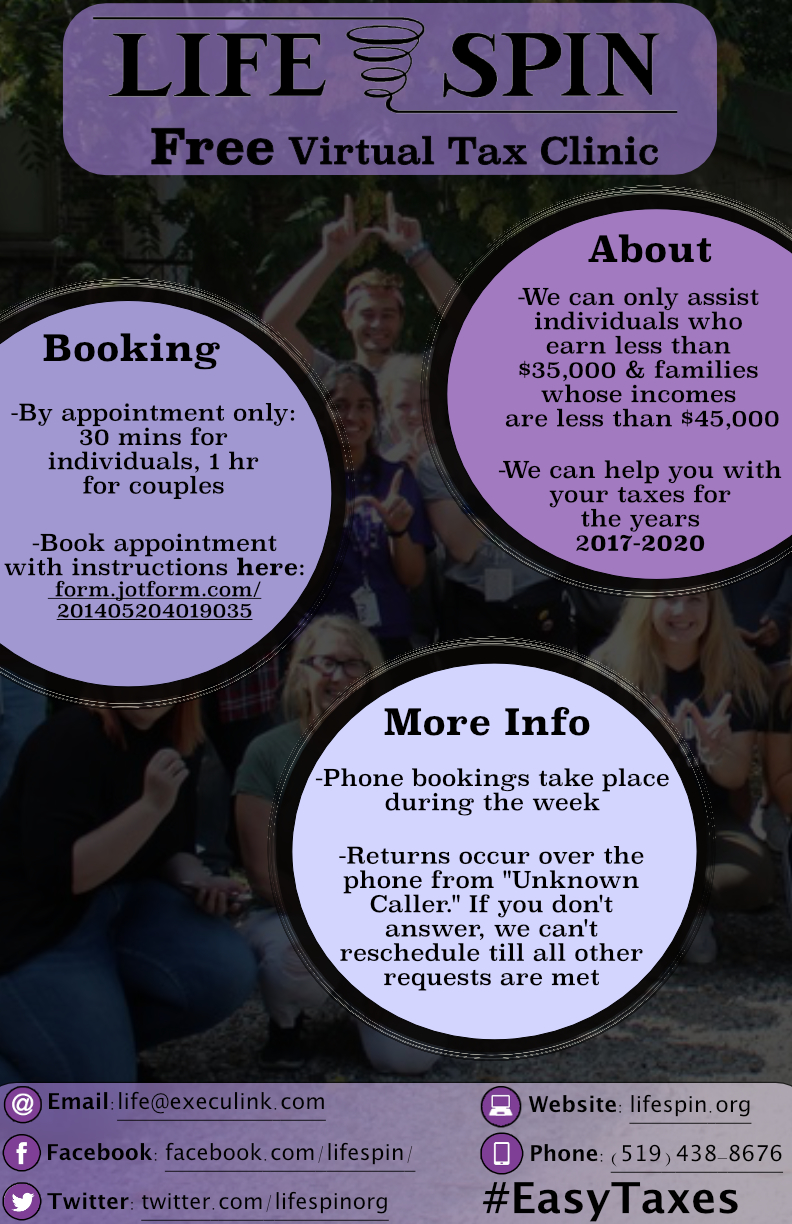 LIFE SPIN
Free Virtual Tax Clinic
About
-We can only assist
individuals who
earn less than
$35,000 & families
whose incomes
are less than $45,000
-We can help you with
your taxes for
the years
2017-2020
Booking
-By appointment only:
30 mins for
individuals, 1 hr
for couples
-Book appointment
with instructions here:
form.jotform.com/
201405204019035
More Info
-Phone bookings take place
during the week
-Returns occur over the
phone from "Unknown
Caller." If you don't
answer, we can't
reschedule till all other
requests are met
Email: life@execulink.com
Facebook: facebook.com/lifespin/
Twitter: twitter.com/lifespinorg
Website: lifespin.org
Phone: (519) 438-8676
#EasyTaxes